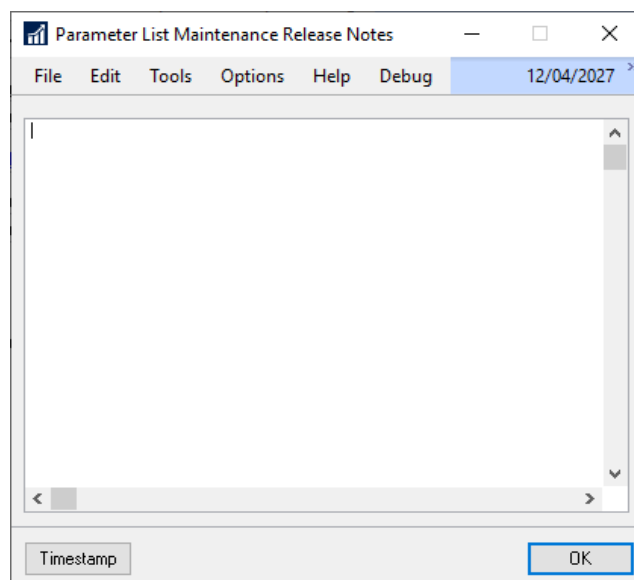 Parameter List Maintenance Release Notes
File Edit Tools Options Help Debug 12/04/2027
Timestamp OK